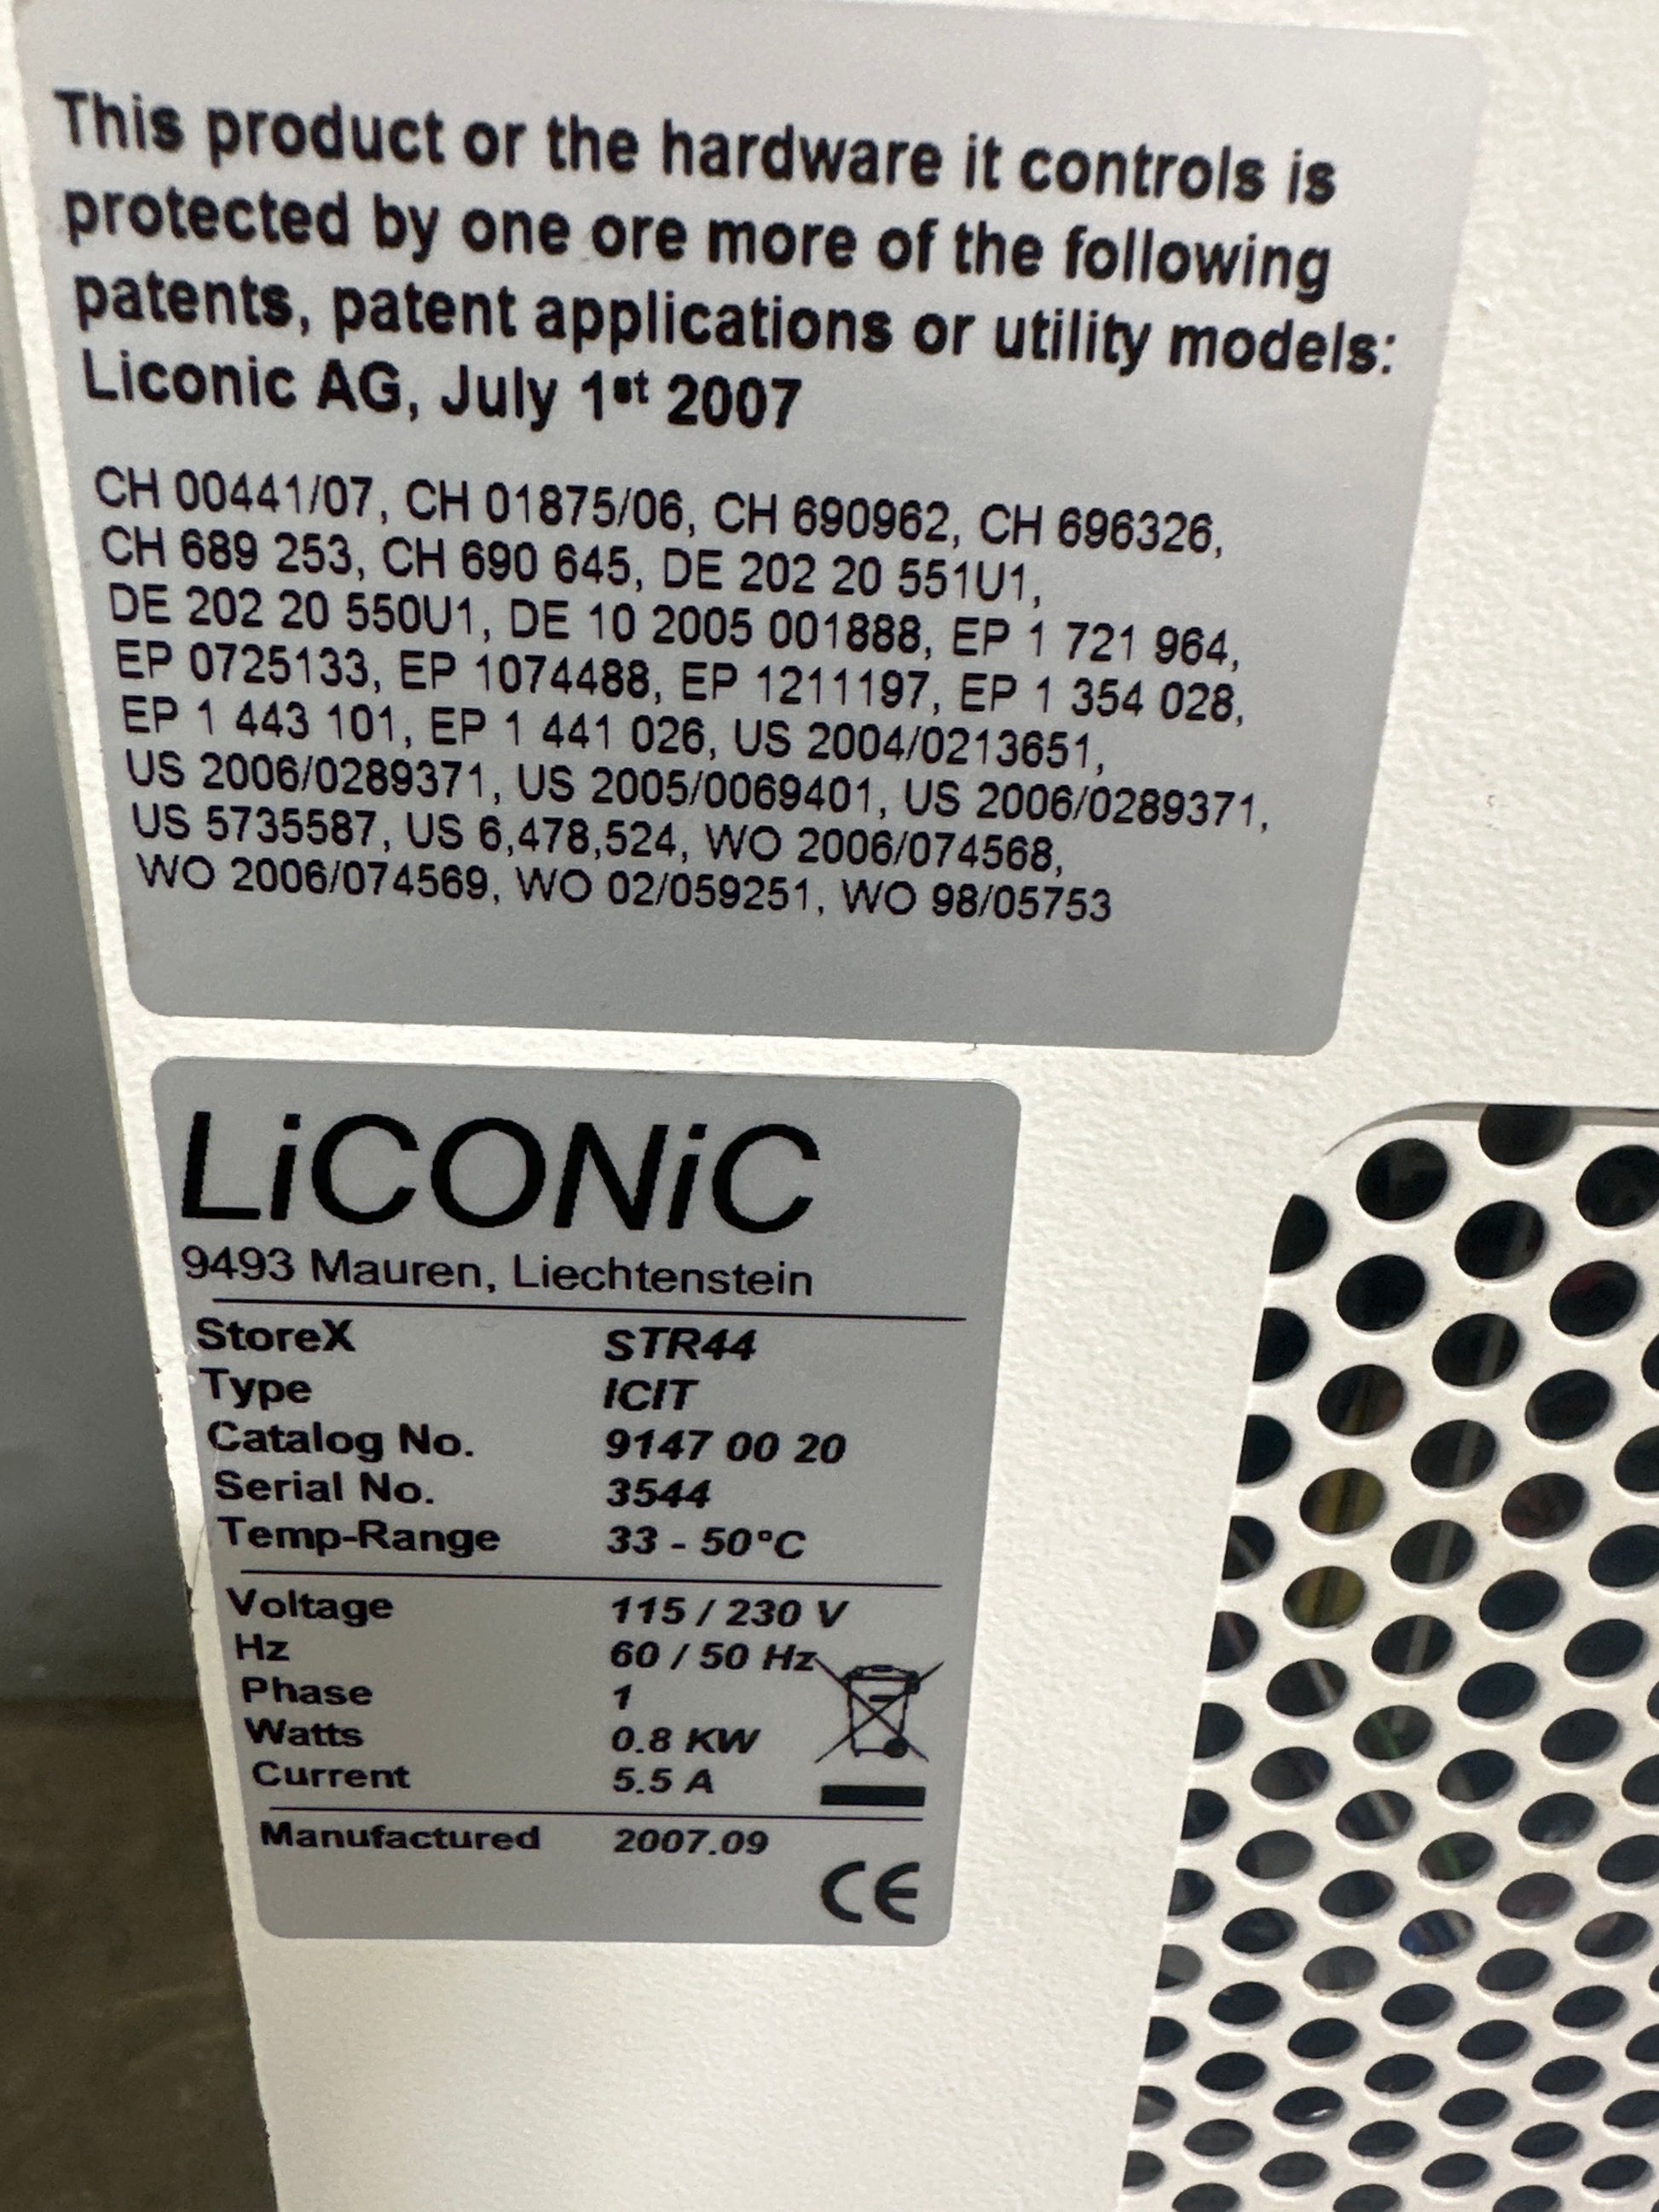 This product or the hardware it controls is
protected by one ore more of the following
patents, patent applications or utility models:
Liconic AG, July 1st 2007
CH 00441/07, CH 01875/06, CH 690962, CH 696326,
CH 689 253, CH 690 645, DE 202 20 551U1,
DE 202 20 550U1, DE 10 2005 001888, EP 1 721 964,
EP 0725133, EP 1074488, EP 1211197, EP 1 354 028,
EP 1 443 101, EP 1 441 026, US 2004/0213651,
US 2006/0289371, US 2005/0069401, US 2006/0289371,
US 5735587, US 6,478,524, WO 2006/074568,
WO 2006/074569, WO 02/059251, WO 98/05753
LiCONiC
9493 Mauren, Liechtenstein
StoreX STR44
Type ICIT
Catalog No. 9147 00 20
Serial No. 3544
Temp-Range 33 - 50°C
Voltage 115 / 230 V
Hz 60 / 50 Hz
Phase 1
Watts 0.8 KW
Current 5.5 A
Manufactured 2007.09
CE